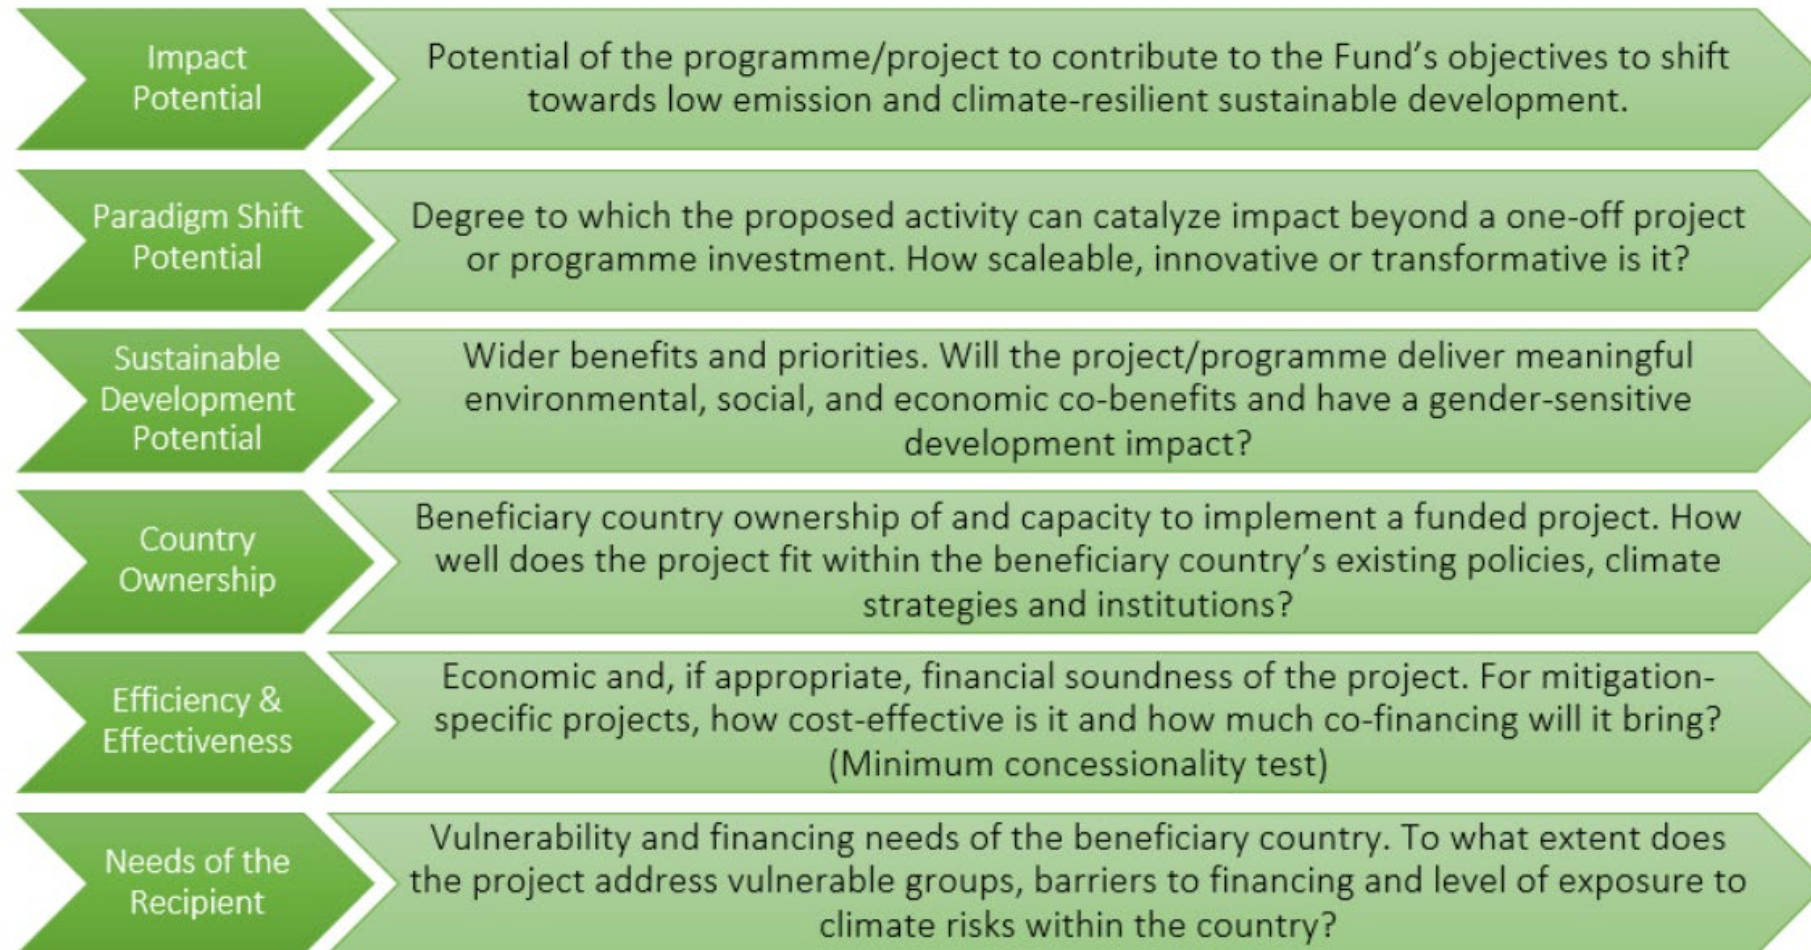 Impact
Potential
Potential of the programme/project to contribute to the Fund's objectives to shift
towards low emission and climate-resilient sustainable development.
Paradigm Shift
Potential
Degree to which the proposed activity can catalyze impact beyond a one-off project
or programme investment. How scaleable, innovative or transformative is it?
Sustainable
Development
Potential
Wider benefits and priorities. Will the project/programme deliver meaningful
environmental, social, and economic co-benefits and have a gender-sensitive
development impact?
Country
Ownership
Beneficiary country ownership of and capacity to implement a funded project. How
well does the project fit within the beneficiary country's existing policies, climate
strategies and institutions?
Efficiency &
Effectiveness
Economic and, if appropriate, financial soundness of the project. For mitigation-
specific projects, how cost-effective is it and how much co-financing will it bring?
(Minimum concessionality test)
Needs of the
Recipient
Vulnerability and financing needs of the beneficiary country. To what extent does
the project address vulnerable groups, barriers to financing and level of exposure to
climate risks within the country?